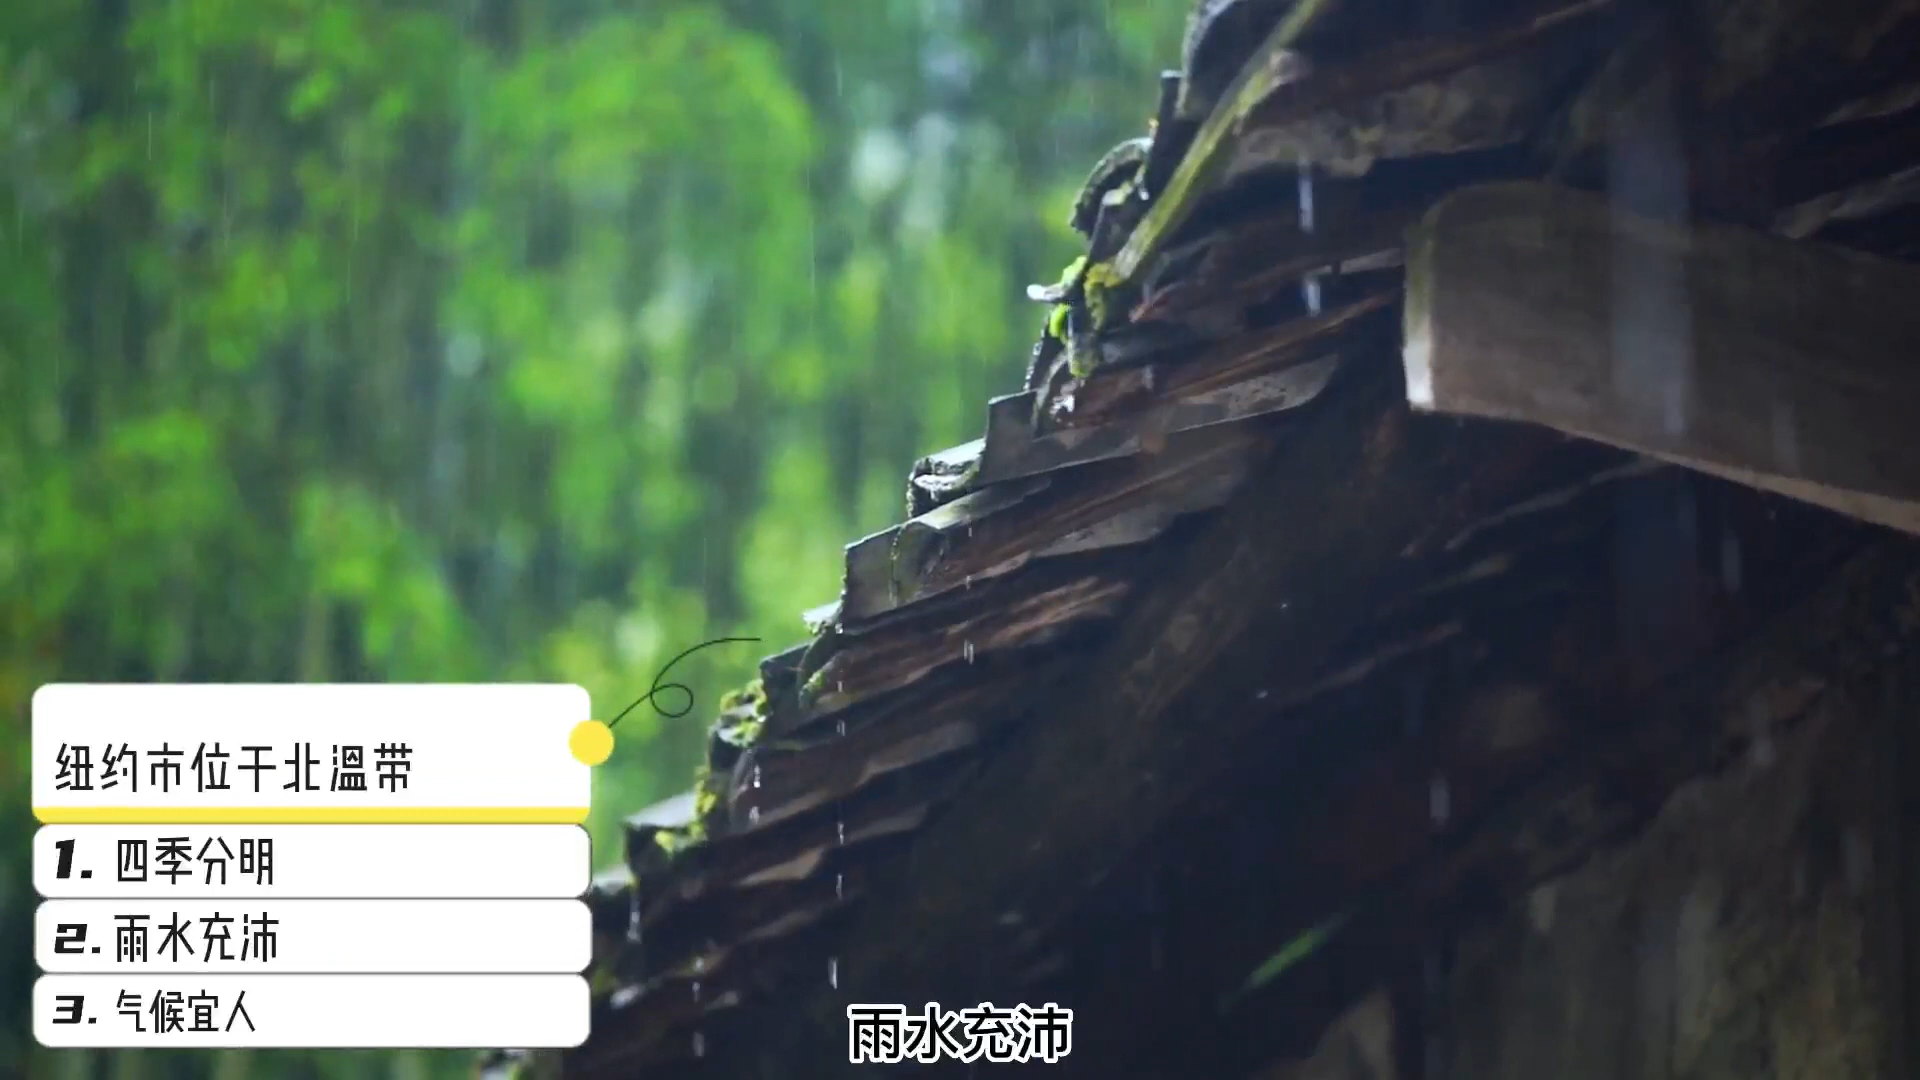 纽约市位于北温带
1. 四季分明
2. 雨水充沛
3. 气候宜人
雨水充沛